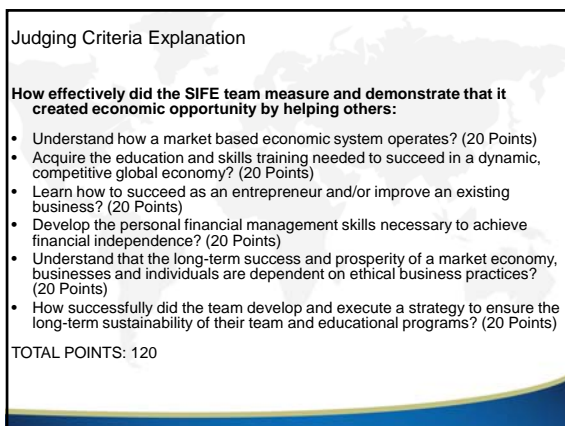 Judging Criteria Explanation
How effectively did the SIFE team measure and demonstrate that it
created economic opportunity by helping others:
• Understand how a market based economic system operates? (20 Points)
• Acquire the education and skills training needed to succeed in a dynamic,
competitive global economy? (20 Points)
• Learn how to succeed as an entrepreneur and/or improve an existing
business? (20 Points)
• Develop the personal financial management skills necessary to achieve
financial independence? (20 Points)
• Understand that the long-term success and prosperity of a market economy,
businesses and individuals are dependent on ethical business practices?
(20 Points)
• How successfully did the team develop and execute a strategy to ensure the
long-term sustainability of their team and educational programs? (20 Points)
TOTAL POINTS: 120